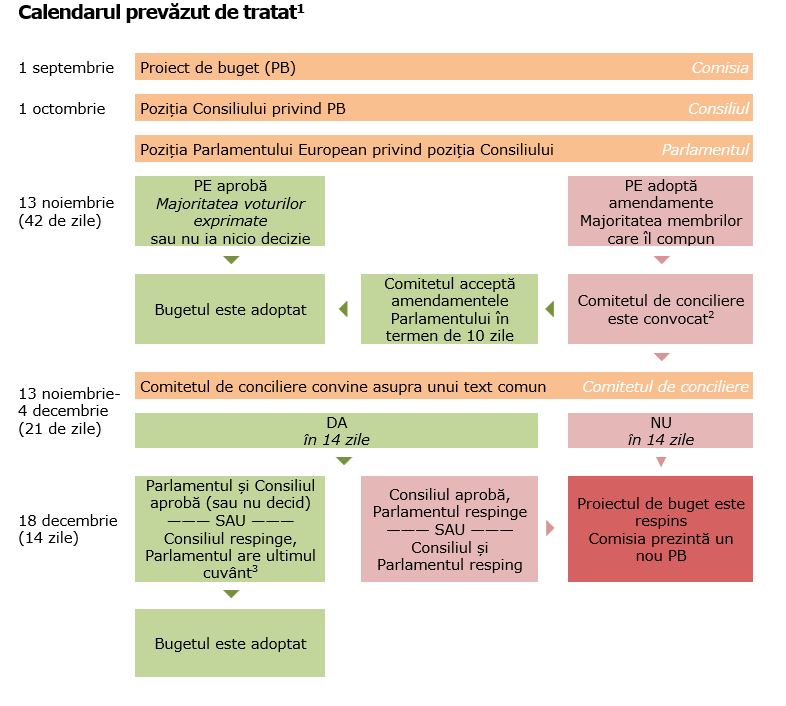 Calendarul prevăzut de tratat¹
1 septembrie
Proiect de buget (PB)
Comisia
1 octombrie
Poziția Consiliului privind PB
Consiliul
Poziția Parlamentului European privind poziția Consiliului
Parlamentul
13 noiembrie
(42 de zile)
PE aprobă
Majoritatea voturilor
exprimate
sau nu ia nicio decizie
PE adoptă
amendamente
Majoritatea membrilor
care îl compun
Bugetul este adoptat
Comitetul acceptă
amendamentele
Parlamentului în
termen de 10 zile
Comitetul de conciliere
este convocat²
13 noiembrie-
4 decembrie
(21 de zile)
Comitetul de conciliere convine asupra unui text comun
Comitetul de conciliere
DA
în 14 zile
NU
în 14 zile
18 decembrie
(14 zile)
Parlamentul și Consiliul
aprobă (sau nu decid)
——— SAU ———
Consiliul respinge,
Parlamentul are ultimul
cuvânt³
Consiliul aprobă,
Parlamentul respinge
——— SAU ———
Consiliul și
Parlamentul resping
Proiectul de buget este
respins
Comisia prezintă un
nou PB
Bugetul este adoptat